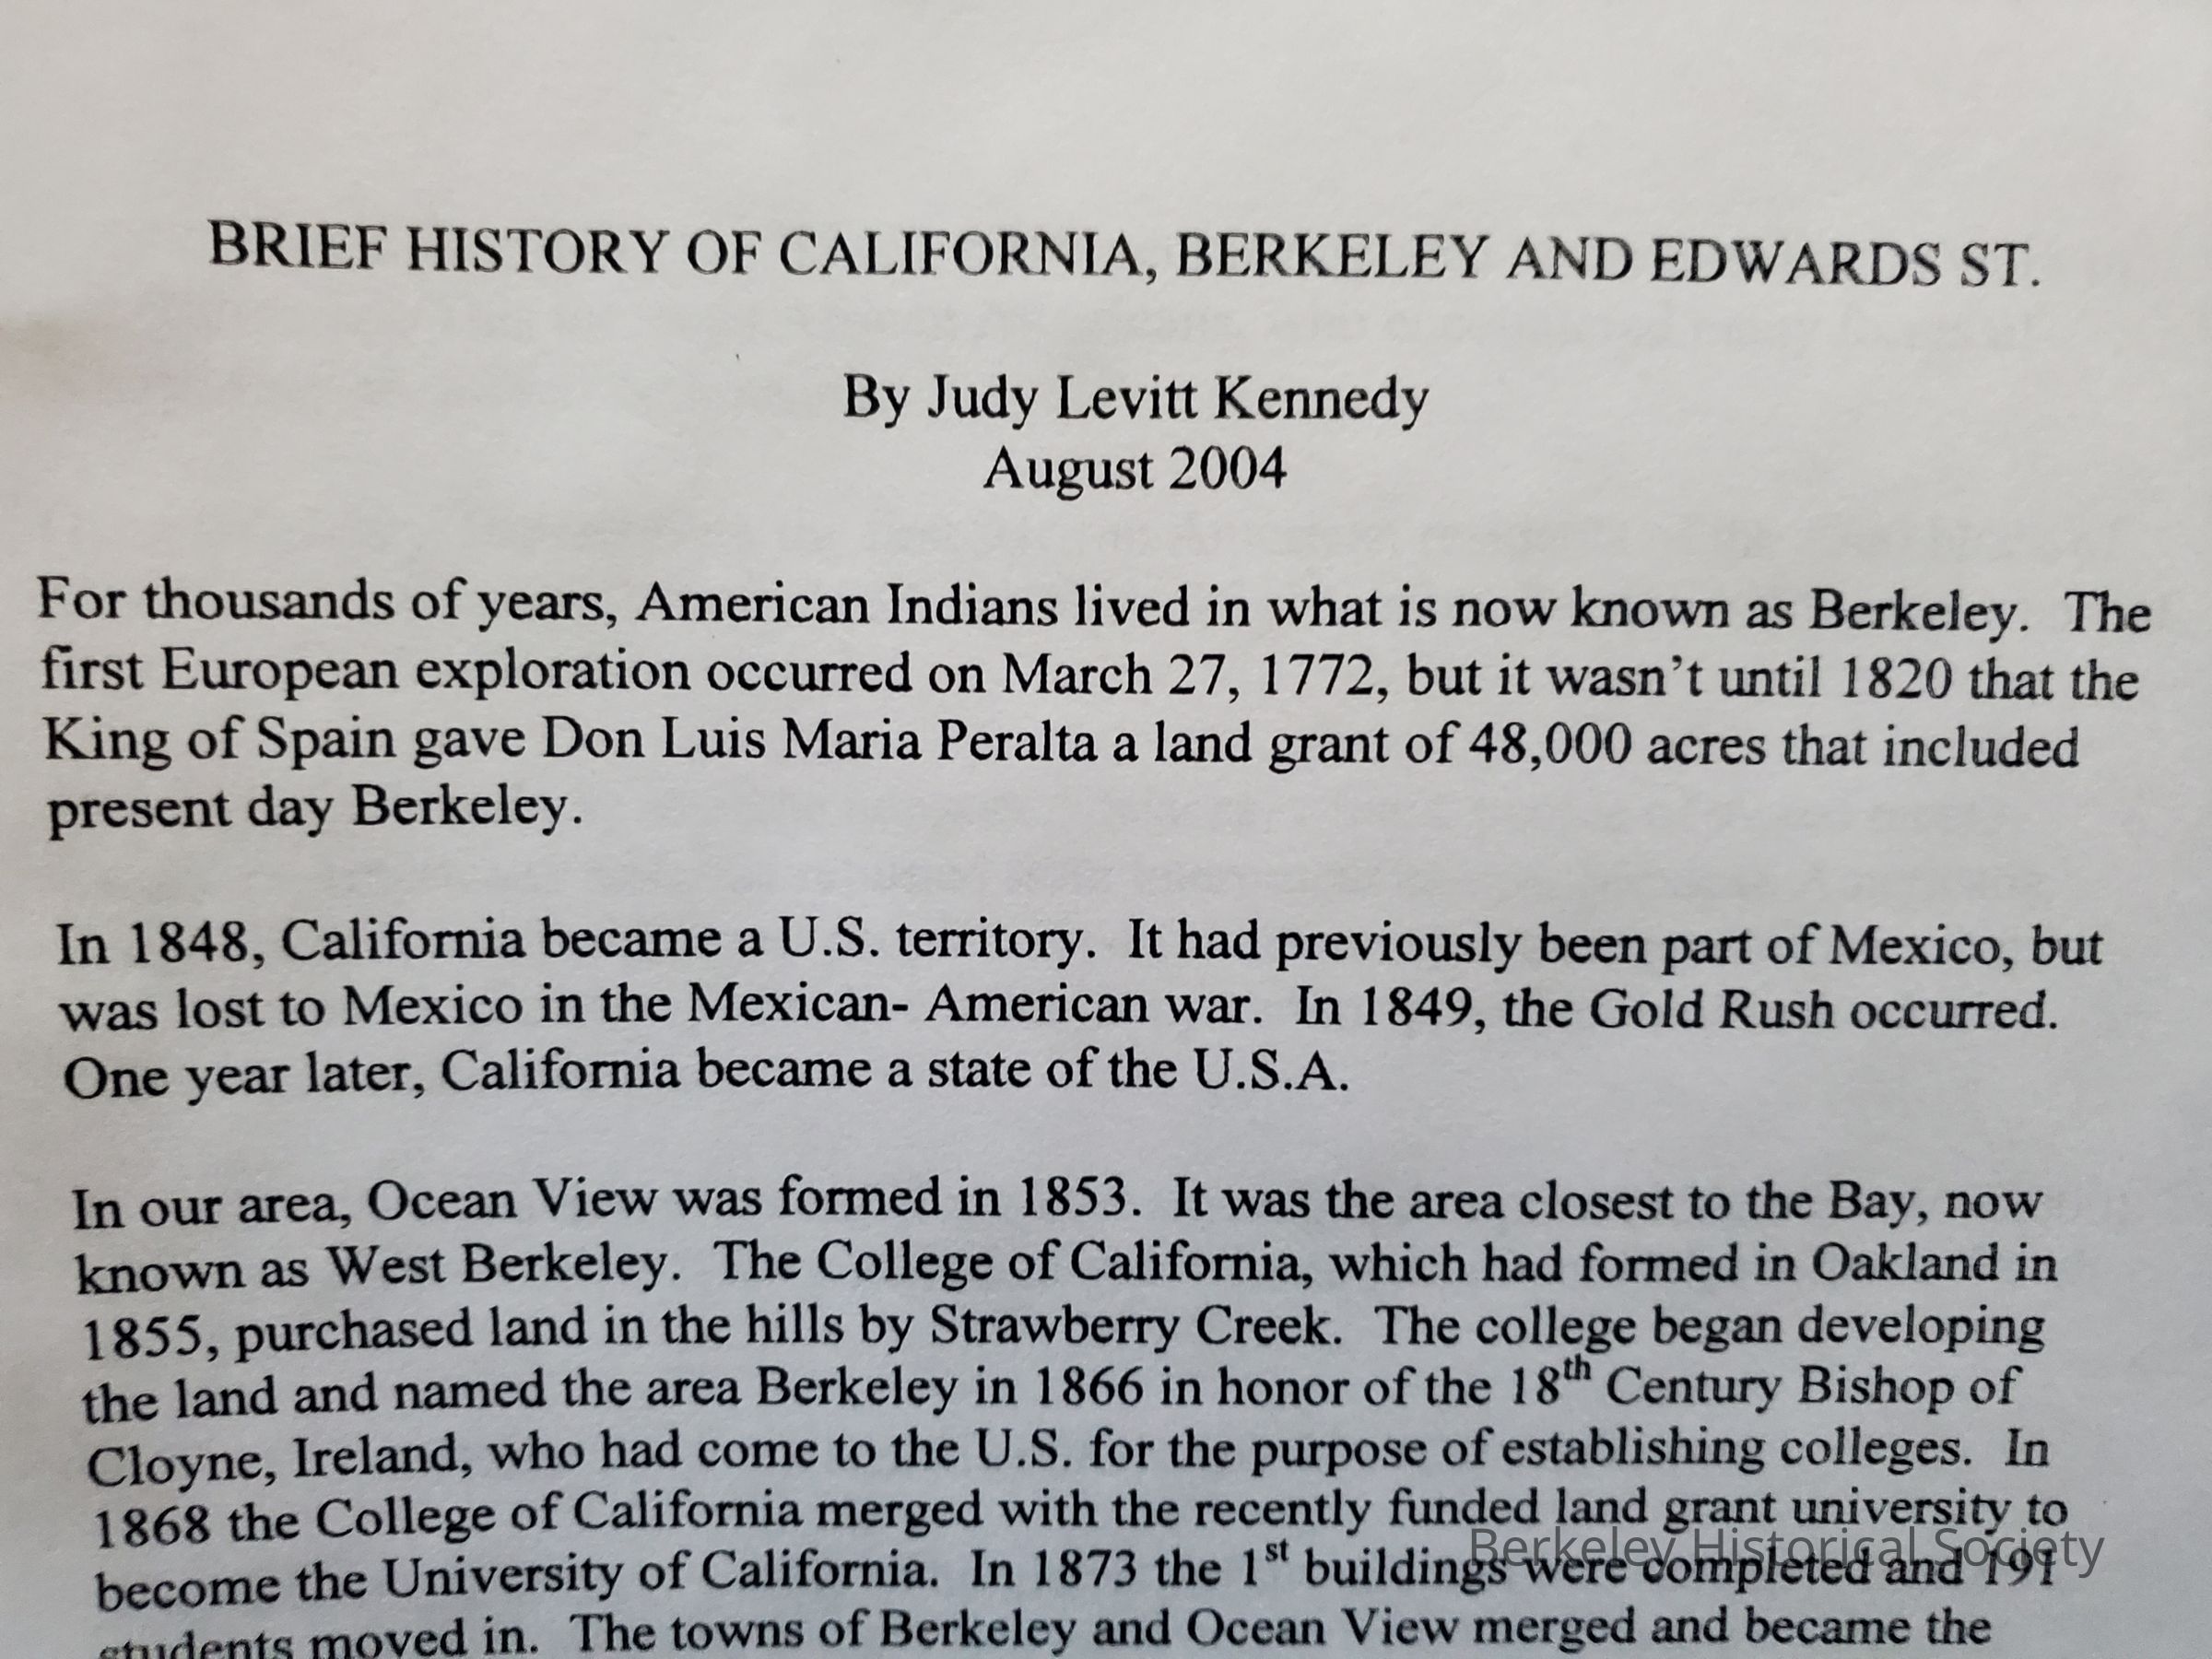 BRIEF HISTORY OF CALIFORNIA, BERKELEY AND EDWARDS ST.
By Judy Levitt Kennedy
August 2004
For thousands of years, American Indians lived in what is now known as Berkeley. The
first European exploration occurred on March 27, 1772, but it wasn't until 1820 that the
King of Spain gave Don Luis Maria Peralta a land grant of 48,000 acres that included
present day Berkeley.
In 1848, California became a U.S. territory. It had previously been part of Mexico, but
was lost to Mexico in the Mexican- American war. In 1849, the Gold Rush occurred.
One year later, California became a state of the U.S.A.
In our area, Ocean View was formed in 1853. It was the area closest to the Bay, now
known as West Berkeley. The College of California, which had formed in Oakland in
1855, purchased land in the hills by Strawberry Creek. The college began developing
the land and named the area Berkeley in 1866 in honor of the 18th Century Bishop of
Cloyne, Ireland, who had come to the U.S. for the purpose of establishing colleges. In
1868 the College of California merged with the recently funded land grant university to
become the University of California. In 1873 the 1st buildings were completed and 191
students moved in. The towns of Berkeley and Ocean View merged and became the
Berkeley Historical Society